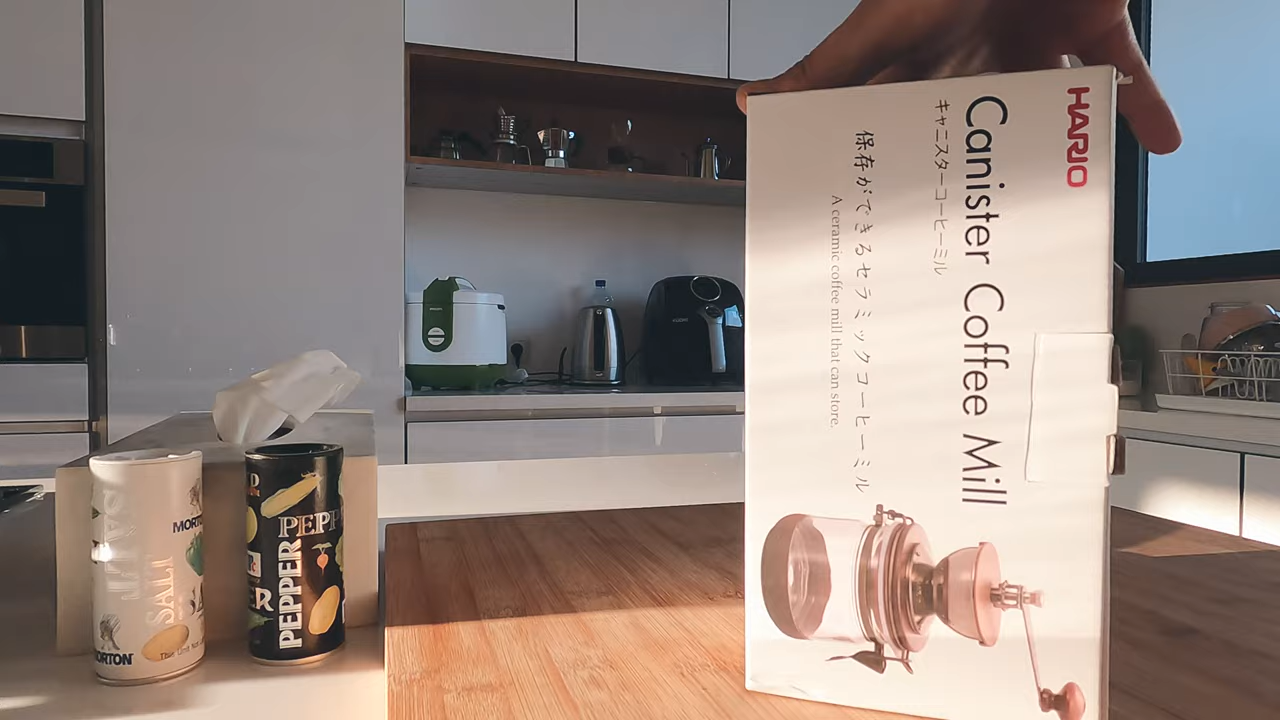 HARIO
Canister Coffee Mill
キャニスターコーヒーミル
保存ができるセラミックコーヒーミル
A ceramic coffee mill that can store.
MORTON
SALT
MORTON
PEPPER
PEPPER